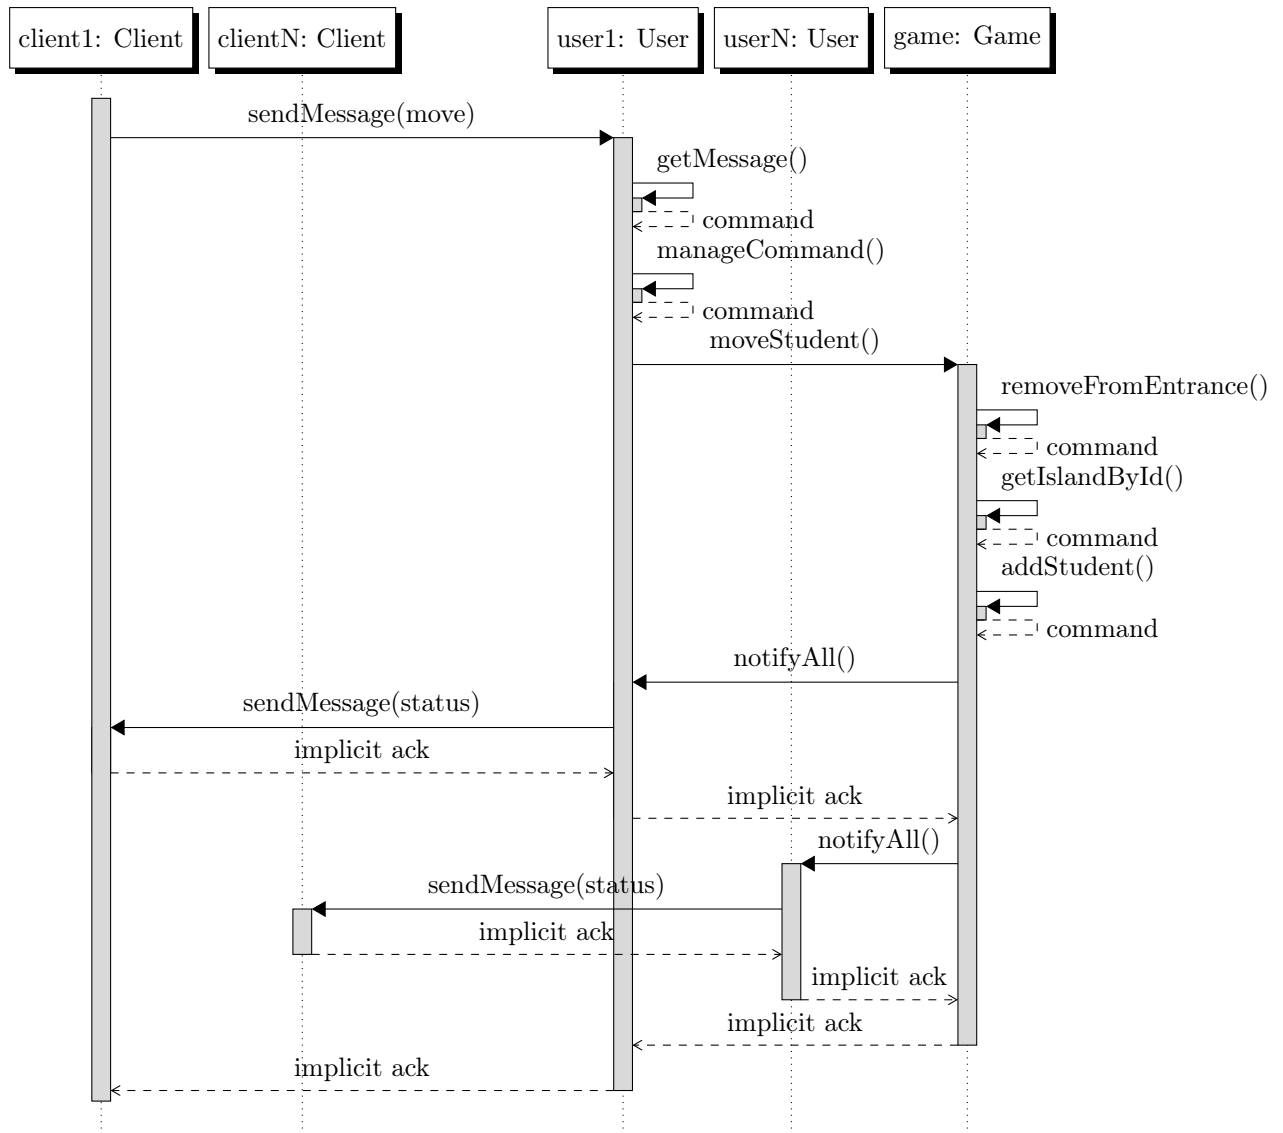 client1: Client
clientN: Client
user1: User
userN: User
game: Game
sendMessage(move)
getMessage()
command
manageCommand()
command
moveStudent()
removeFromEntrance()
command
getIslandById()
command
addStudent()
command
notifyAll()
sendMessage(status)
implicit ack
implicit ack
notifyAll()
sendMessage(status)
implicit ack
implicit ack
implicit ack
implicit ack